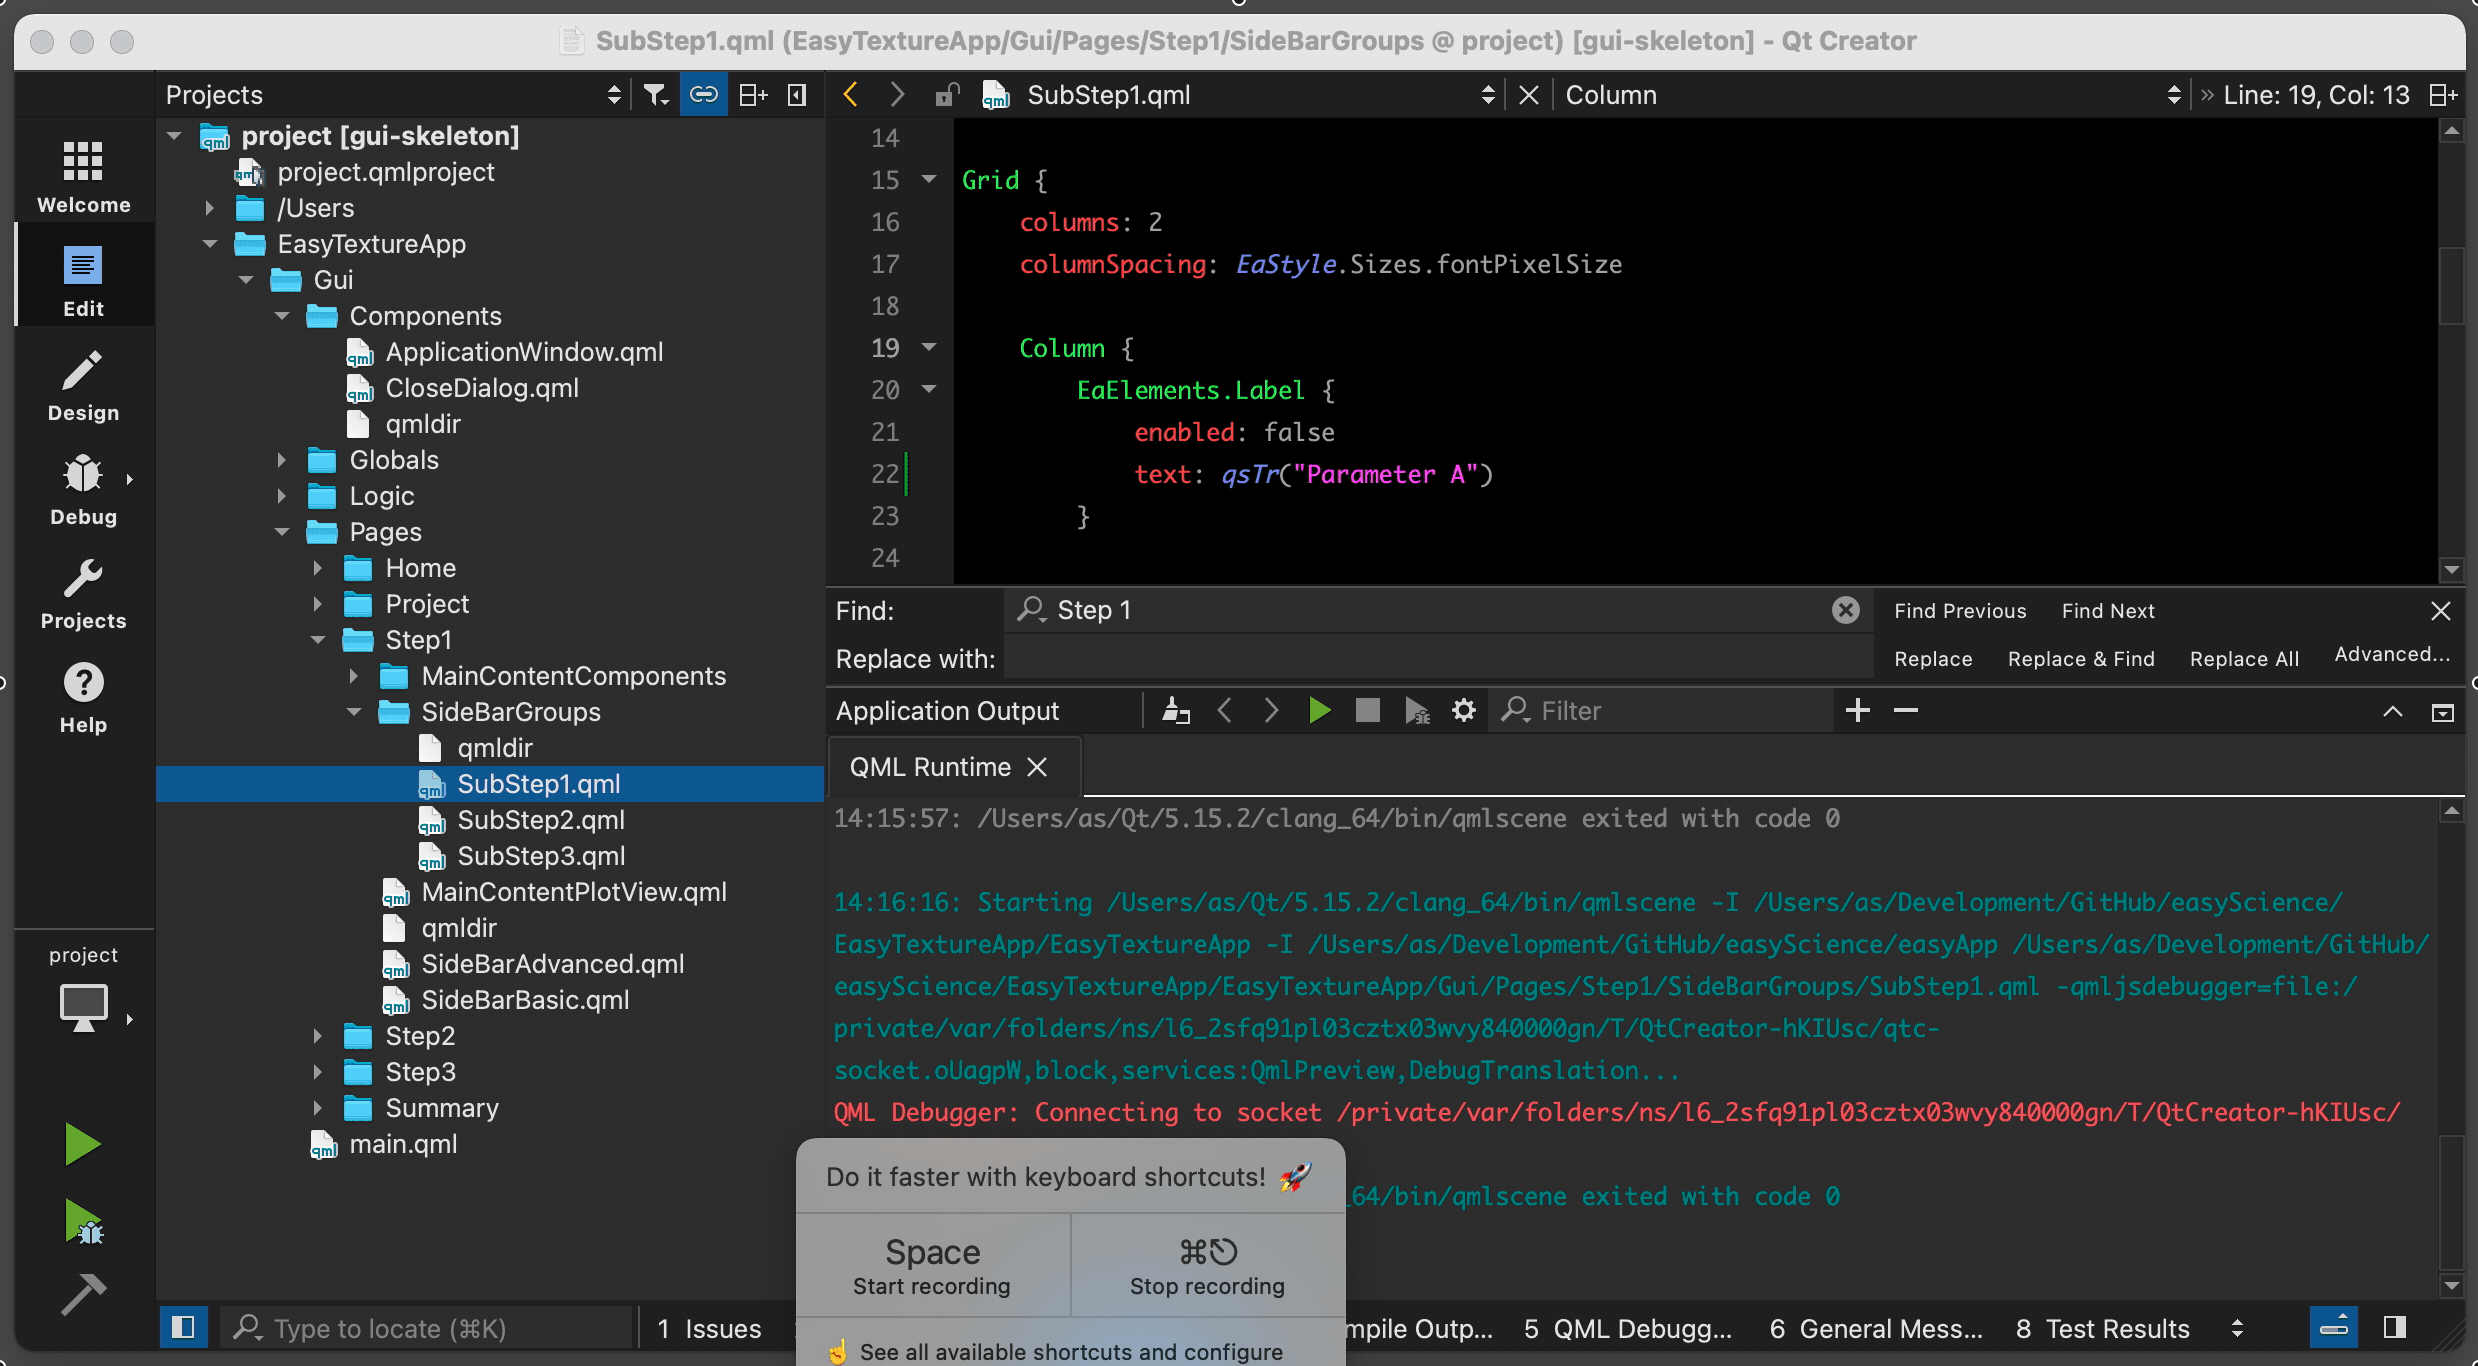 SubStep1.qml (EasyTextureApp/Gui/Pages/Step1/SideBarGroups @ project) [gui-skeleton] - Qt Creator
Projects
SubStep1.qml
Column
» Line: 19, Col: 13
Welcome
Edit
Design
Debug
Projects
Help
project
project [gui-skeleton]
project.qmlproject
/Users
EasyTextureApp
Gui
Components
ApplicationWindow.qml
CloseDialog.qml
qmldir
Globals
Logic
Pages
Home
Project
Step1
MainContentComponents
SideBarGroups
qmldir
SubStep1.qml
SubStep2.qml
SubStep3.qml
MainContentPlotView.qml
qmldir
SideBarAdvanced.qml
SideBarBasic.qml
Step2
Step3
Summary
main.qml
14
15 Grid {
16 columns: 2
17 columnSpacing: EaStyle.Sizes.fontPixelSize
18
19 Column {
20 EaElements.Label {
21 enabled: false
22 text: qsTr("Parameter A")
23 }
24
Find: Step 1 Find Previous Find Next
Replace with: Replace Replace & Find Replace All Advanced...
Application Output Filter
QML Runtime
14:15:57: /Users/as/Qt/5.15.2/clang_64/bin/qmlscene exited with code 0
14:16:16: Starting /Users/as/Qt/5.15.2/clang_64/bin/qmlscene -I /Users/as/Development/GitHub/easyScience/
EasyTextureApp/EasyTextureApp -I /Users/as/Development/GitHub/easyScience/easyApp /Users/as/Development/GitHub/
easyScience/EasyTextureApp/EasyTextureApp/Gui/Pages/Step1/SideBarGroups/SubStep1.qml -qmljsdebugger=file:/
private/var/folders/ns/l6_2sfq91pl03cztx03wvy840000gn/T/QtCreator-hKIUsc/qtc-
socket.oUagpW,block,services:QmlPreview,DebugTranslation...
QML Debugger: Connecting to socket /private/var/folders/ns/l6_2sfq91pl03cztx03wvy840000gn/T/QtCreator-hKIUsc/
_64/bin/qmlscene exited with code 0
Do it faster with keyboard shortcuts! 🚀
Space
Start recording
⌘⎋
Stop recording
☝ See all available shortcuts and configure
Type to locate (⌘K)
1 Issues
mpile Outp...
5 QML Debugg...
6 General Mess...
8 Test Results